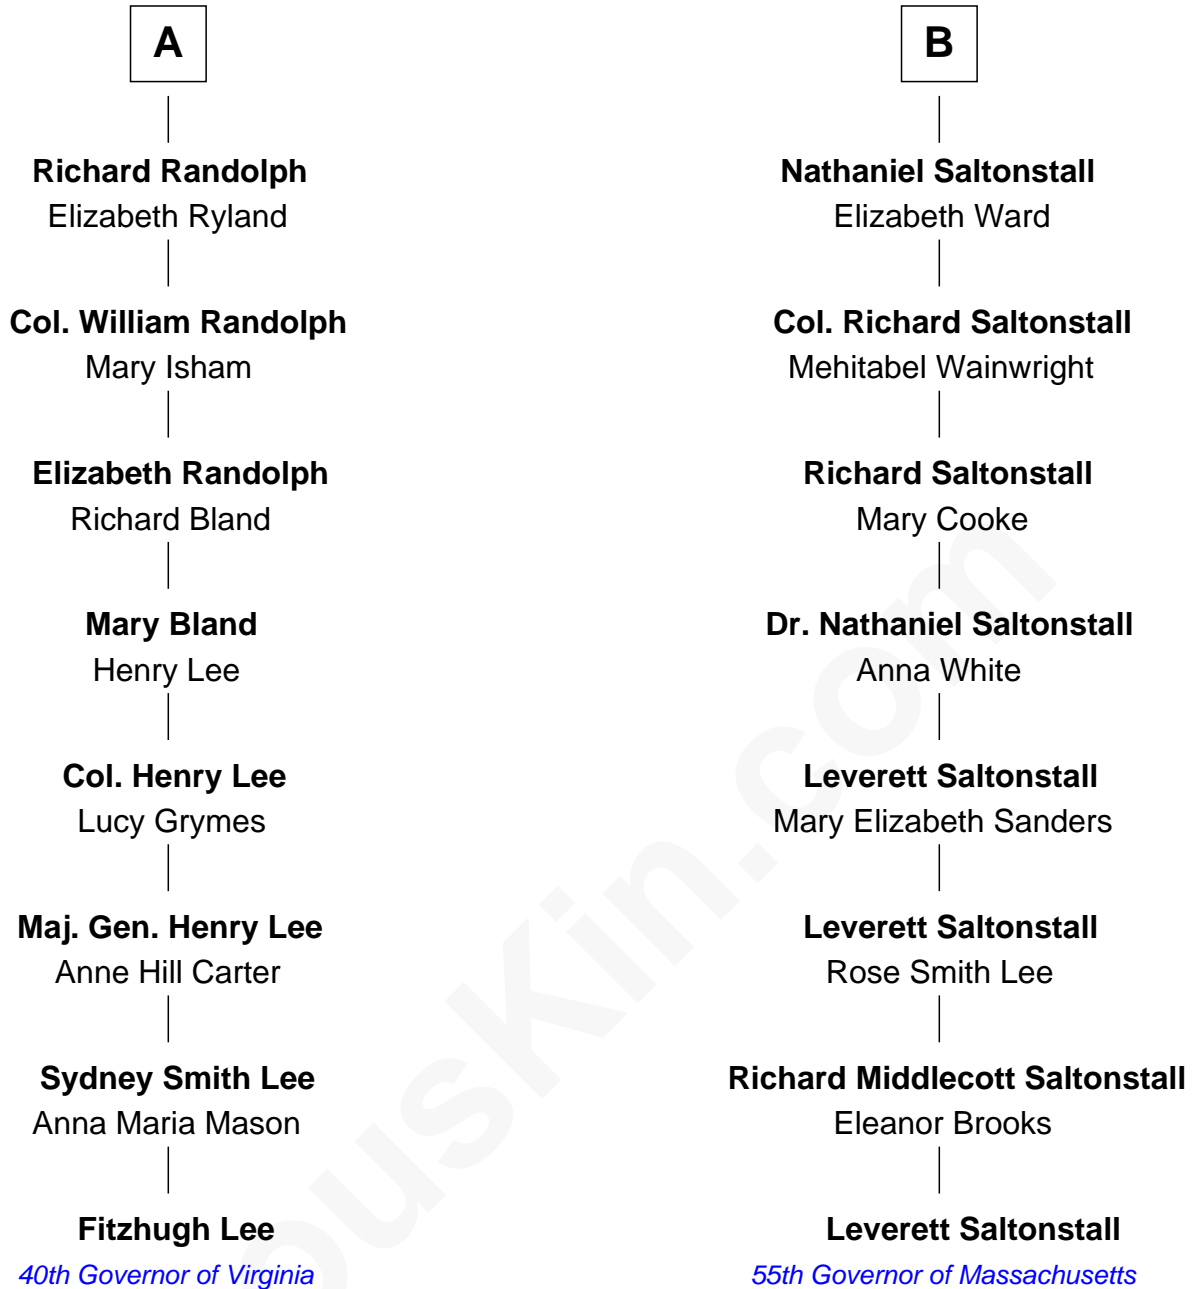 A
Richard Randolph
Elizabeth Ryland
Col. William Randolph
Mary Isham
Elizabeth Randolph
Richard Bland
Mary Bland
Henry Lee
Col. Henry Lee
Lucy Grymes
Maj. Gen. Henry Lee
Anne Hill Carter
Sydney Smith Lee
Anna Maria Mason
Fitzhugh Lee
40th Governor of Virginia
B
Nathaniel Saltonstall
Elizabeth Ward
Col. Richard Saltonstall
Mehitabel Wainwright
Richard Saltonstall
Mary Cooke
Dr. Nathaniel Saltonstall
Anna White
Leverett Saltonstall
Mary Elizabeth Sanders
Leverett Saltonstall
Rose Smith Lee
Richard Middlecott Saltonstall
Eleanor Brooks
Leverett Saltonstall
55th Governor of Massachusetts
ousKin.com